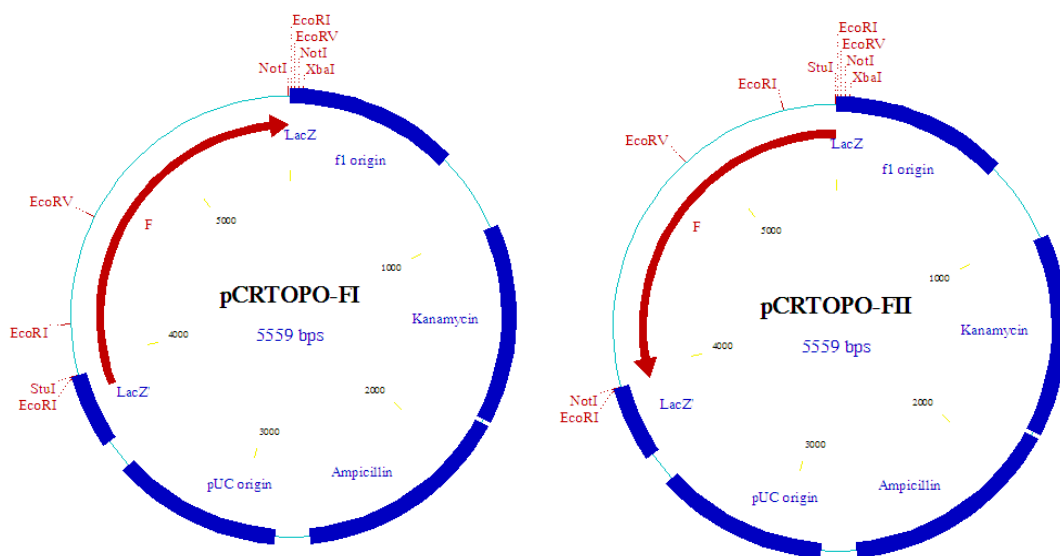 EcoRI
EcoRV
NotI
NotI
XbaI
LacZ
f1 origin
EcoRV
F
5000
1000
pCRTOPO-FI
5559 bps
Kanamycin
EcoRI
4000
StuI
EcoRI
LacZ'
2000
3000
Ampicillin
pUC origin
EcoRI
EcoRV
StuI
NotI
XbaI
EcoRI
LacZ
EcoRV
f1 origin
F
5000
1000
pCRTOPO-FII
5559 bps
Kanamycin
4000
NotI
EcoRI
LacZ'
2000
3000
Ampicillin
pUC origin